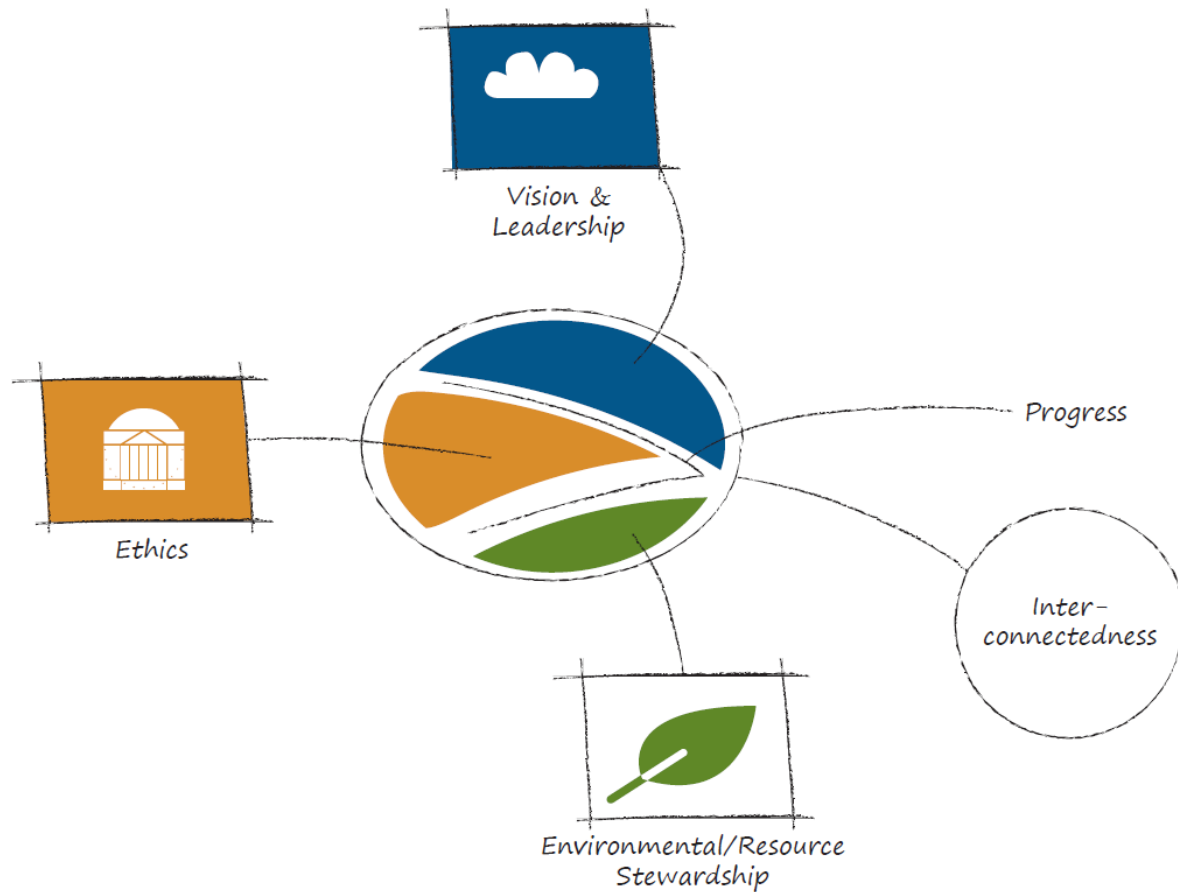 Vision &
Leadership
Progress
Ethics
Inter-
connectedness
Environmental/Resource
Stewardship